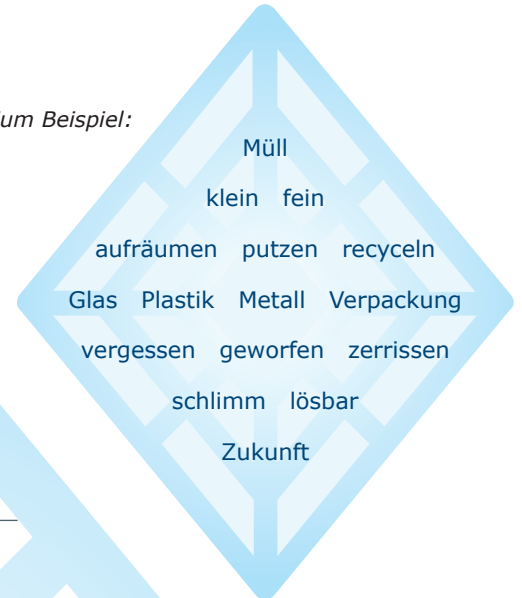 um Beispiel:
Müll
klein fein
aufräumen putzen recyceln
Glas Plastik Metall Verpackung
vergessen geworfen zerrissen
schlimm lösbar
Zukunft